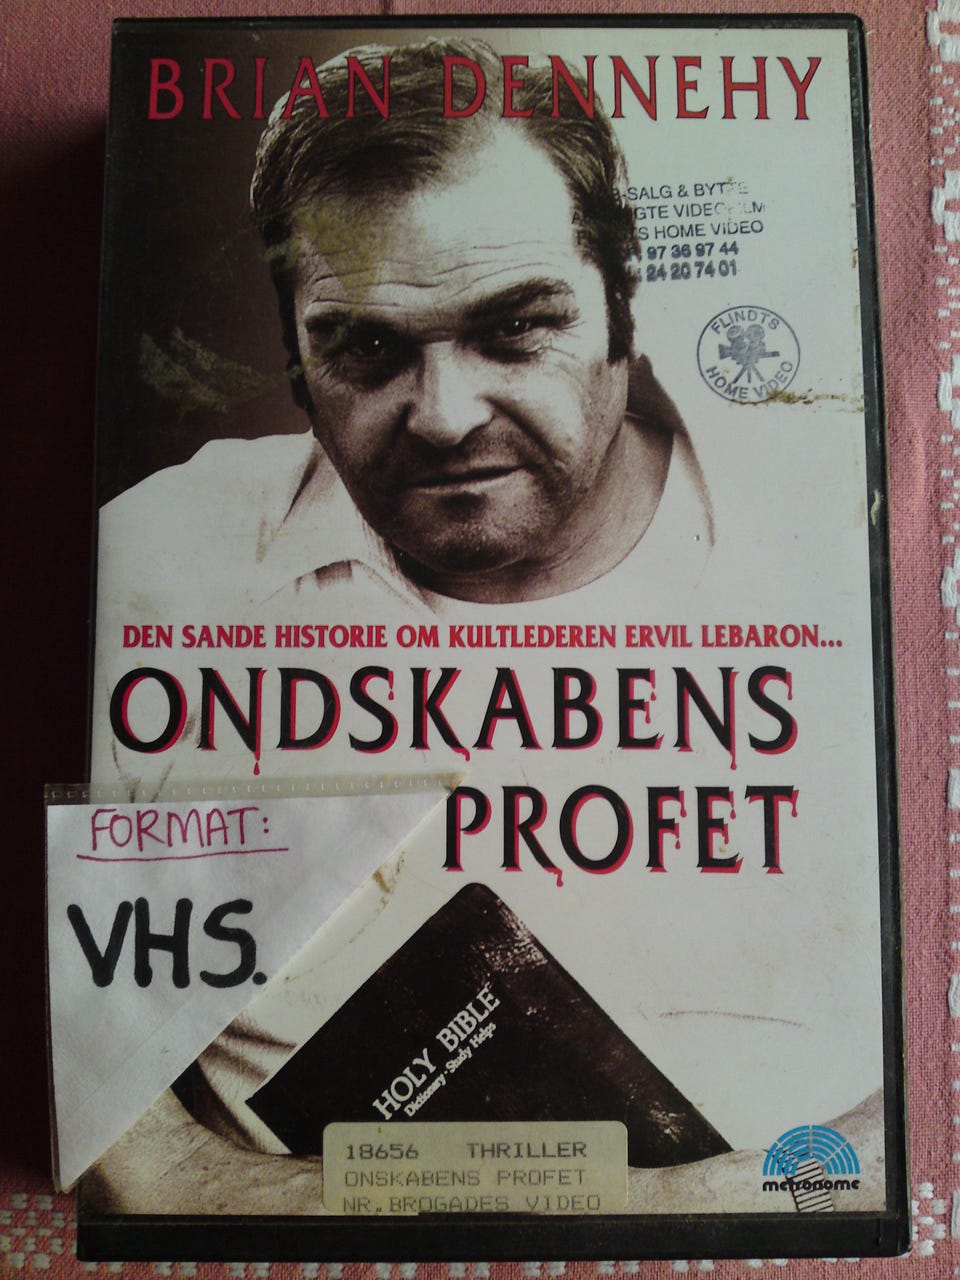 BRIAN DENNEHY
-SALG & BYTTE
GTE VIDEOFILM
S HOME VIDEO
97 36 97 44
24 20 74 01
FLINDTS
HOME VIDEO
DEN SANDE HISTORIE OM KULTLEDEREN ERVIL LEBARON...
ONDSKABENS
PROFET
FORMAT:
VHS.
HOLY BIBLE
Dictionary · Study Helps
18656 THRILLER
ONSKABENS PROFET
NR.BROGADES VIDEO
metronome